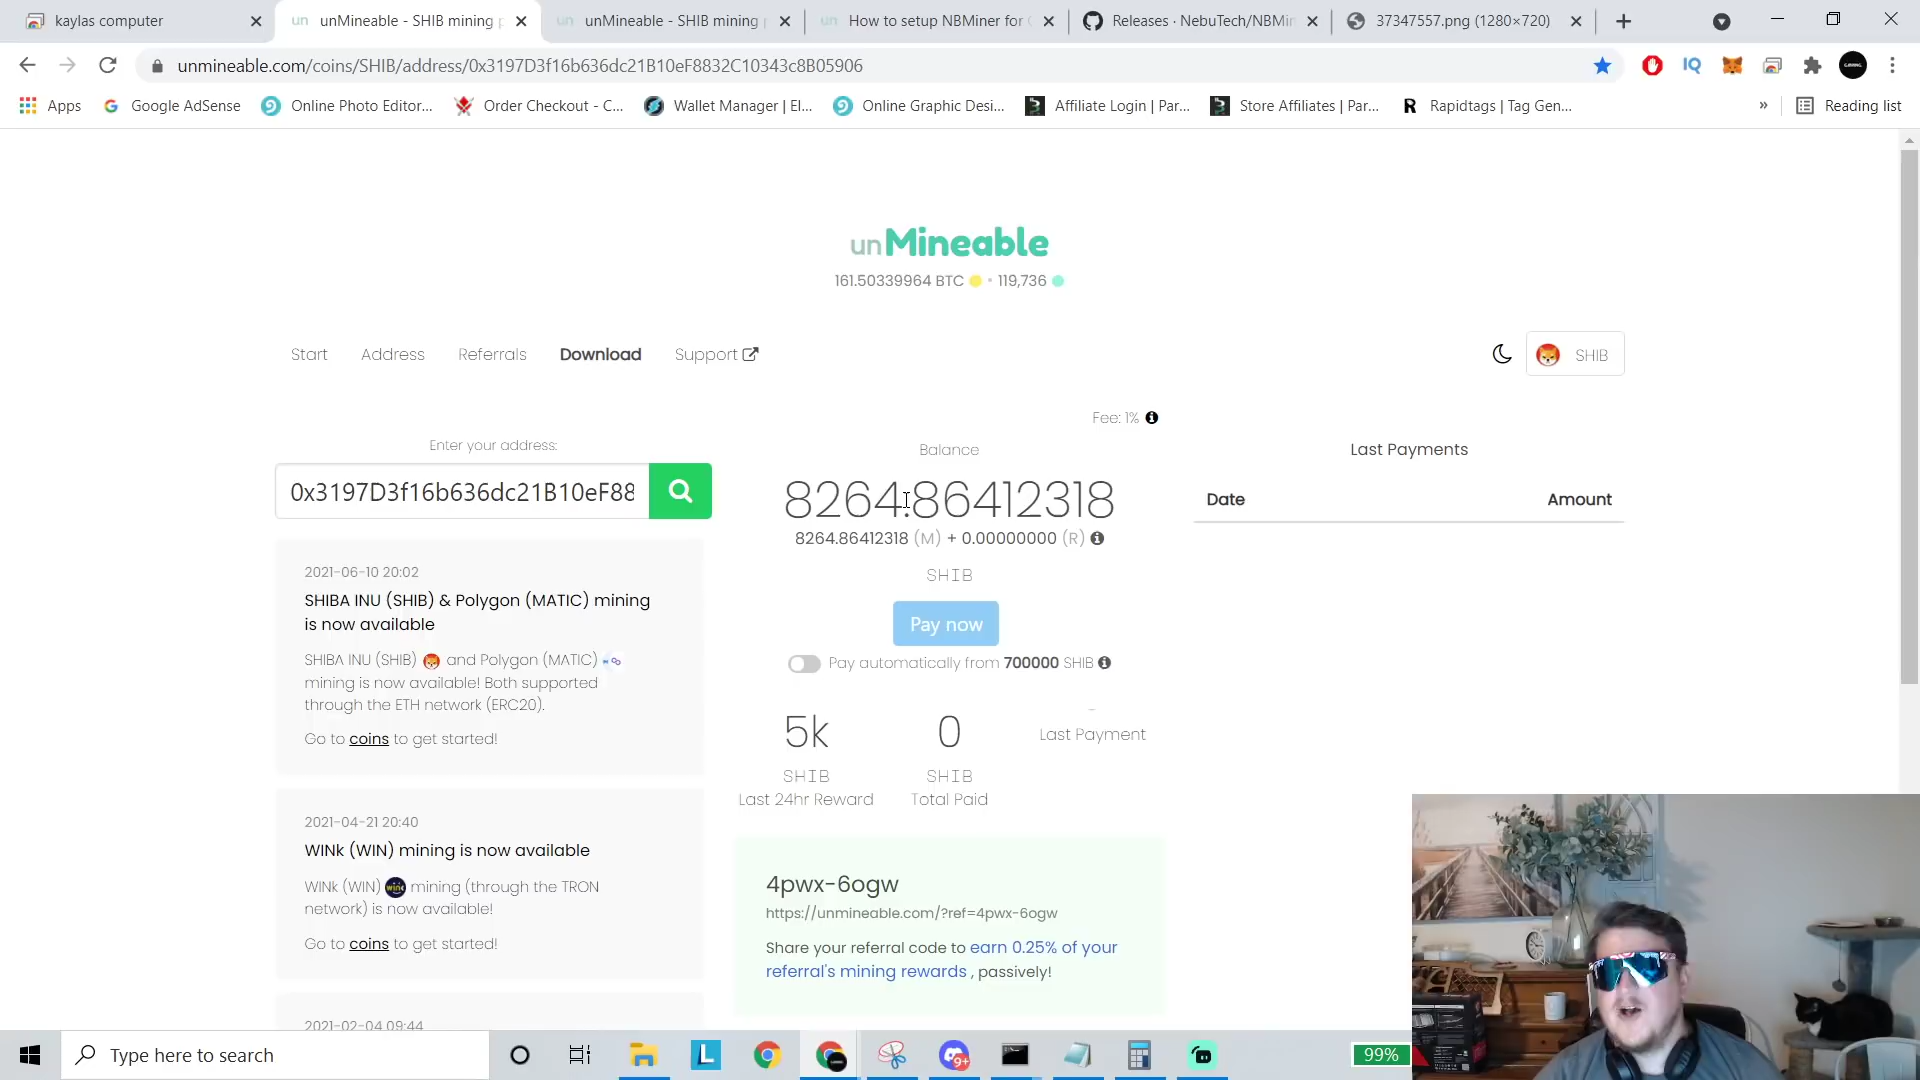 kaylas computer
unMineable - SHIB mining p
unMineable - SHIB mining p
How to setup NBMiner for
Releases · NebuTech/NBMin
37347557.png (1280×720)
unmineable.com/coins/SHIB/address/0x3197D3f16b636dc21B10eF8832C10343c8B05906
IQ
Apps
Google AdSense
Online Photo Editor...
Order Checkout - C...
Wallet Manager | El...
Online Graphic Desi...
Affiliate Login | Par...
Store Affiliates | Par...
R
Rapidtags | Tag Gen...
»
Reading list
unMineable
161.50339964 BTC • 119,736
Start
Address
Referrals
Download
Support
SHIB
Fee: 1%
Enter your address:
0x3197D3f16b636dc21B10eF88
Balance
8264.86412318
8264.86412318 (M) + 0.00000000 (R)
SHIB
Pay now
Pay automatically from 700000 SHIB
5k
SHIB
Last 24hr Reward
0
SHIB
Total Paid
-
Last Payment
Last Payments
Date
Amount
2021-06-10 20:02
SHIBA INU (SHIB) & Polygon (MATIC) mining
is now available
SHIBA INU (SHIB) and Polygon (MATIC)
mining is now available! Both supported
through the ETH network (ERC20).
Go to coins to get started!
2021-04-21 20:40
WINk (WIN) mining is now available
WINk (WIN) mining (through the TRON
network) is now available!
Go to coins to get started!
2021-02-04 09:44
4pwx-6ogw
https://unmineable.com/?ref=4pwx-6ogw
Share your referral code to earn 0.25% of your
referral's mining rewards , passively!
Type here to search
L
9+
99%